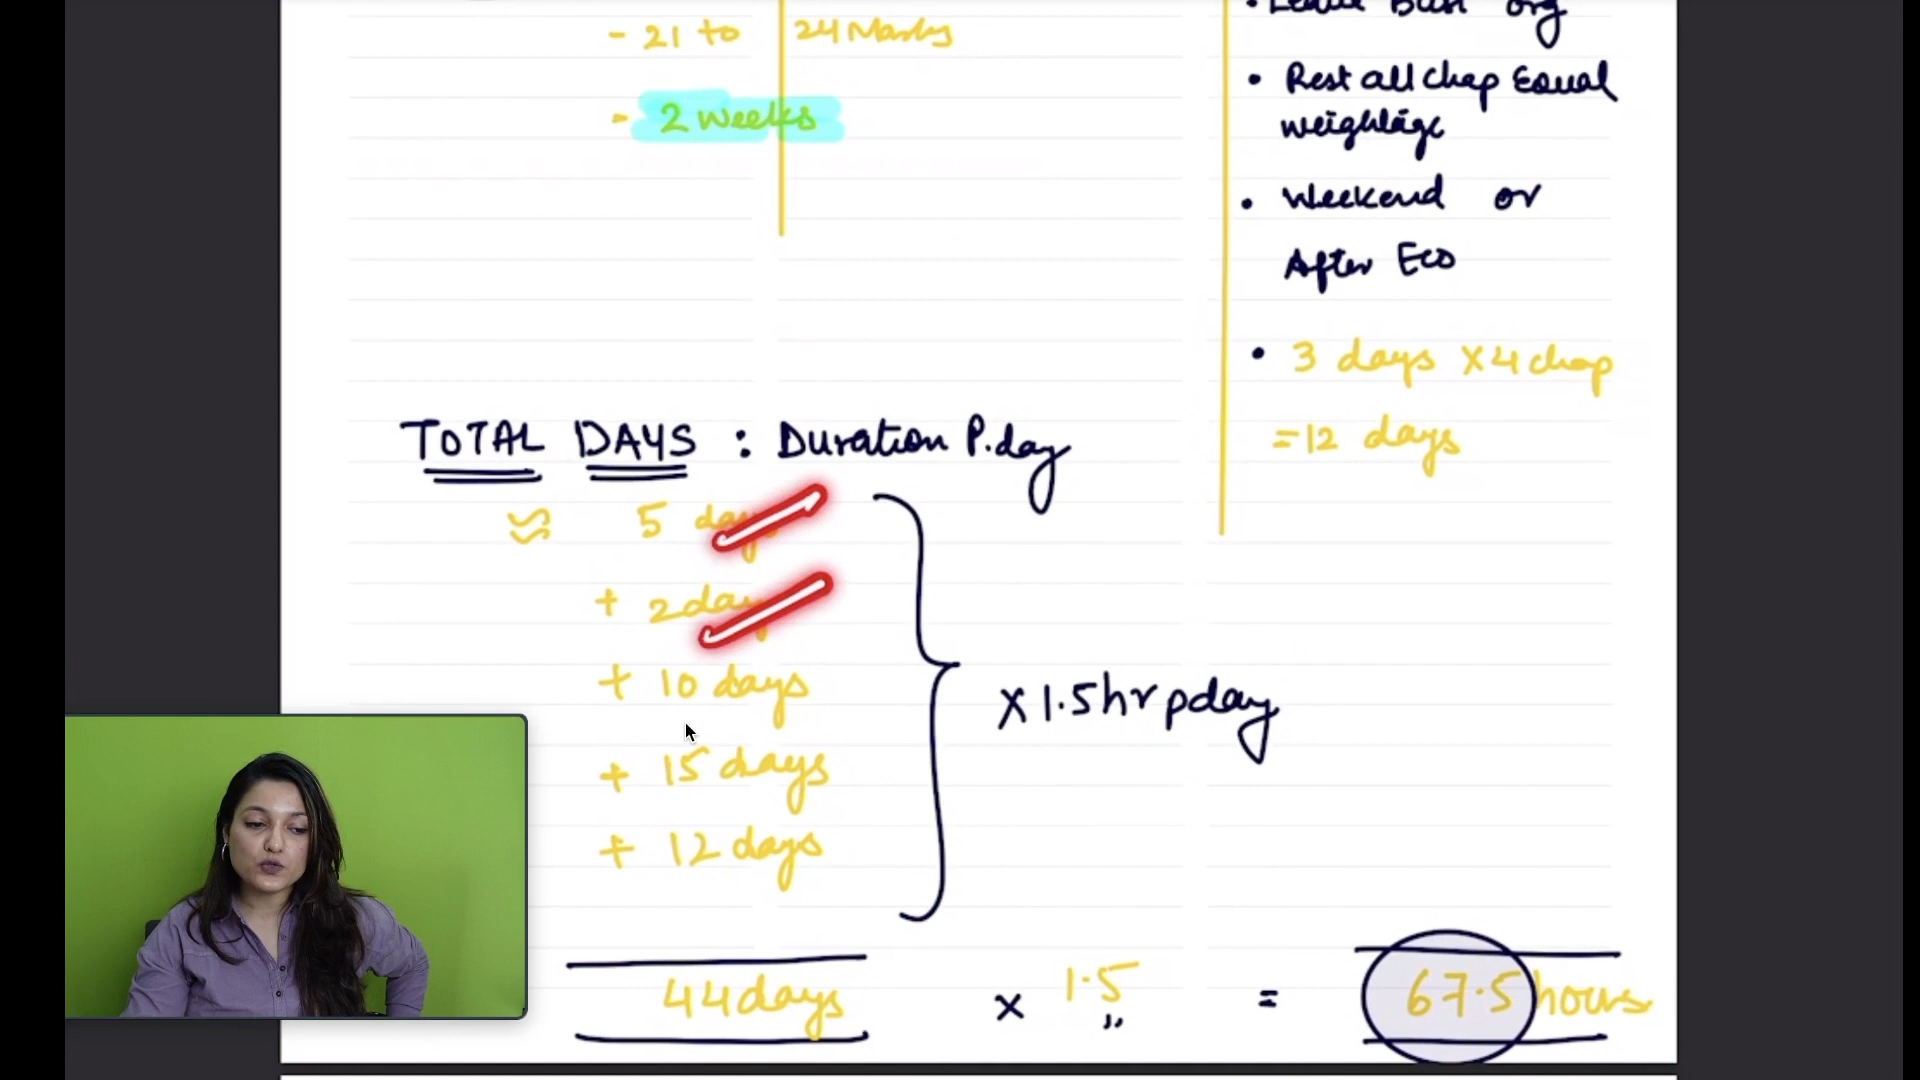 - 21 to 24 Marks
- 2 weeks
• Rest all chap Equal
weightage
• Weekend or
After Eco
• 3 days X 4 chap
= 12 days
TOTAL DAYS : Duration P.day
≈ 5 days
+ 2 days
+ 10 days
+ 15 days
+ 12 days
X 1.5 hr pday
44 days x 1.5 = 67.5 hours